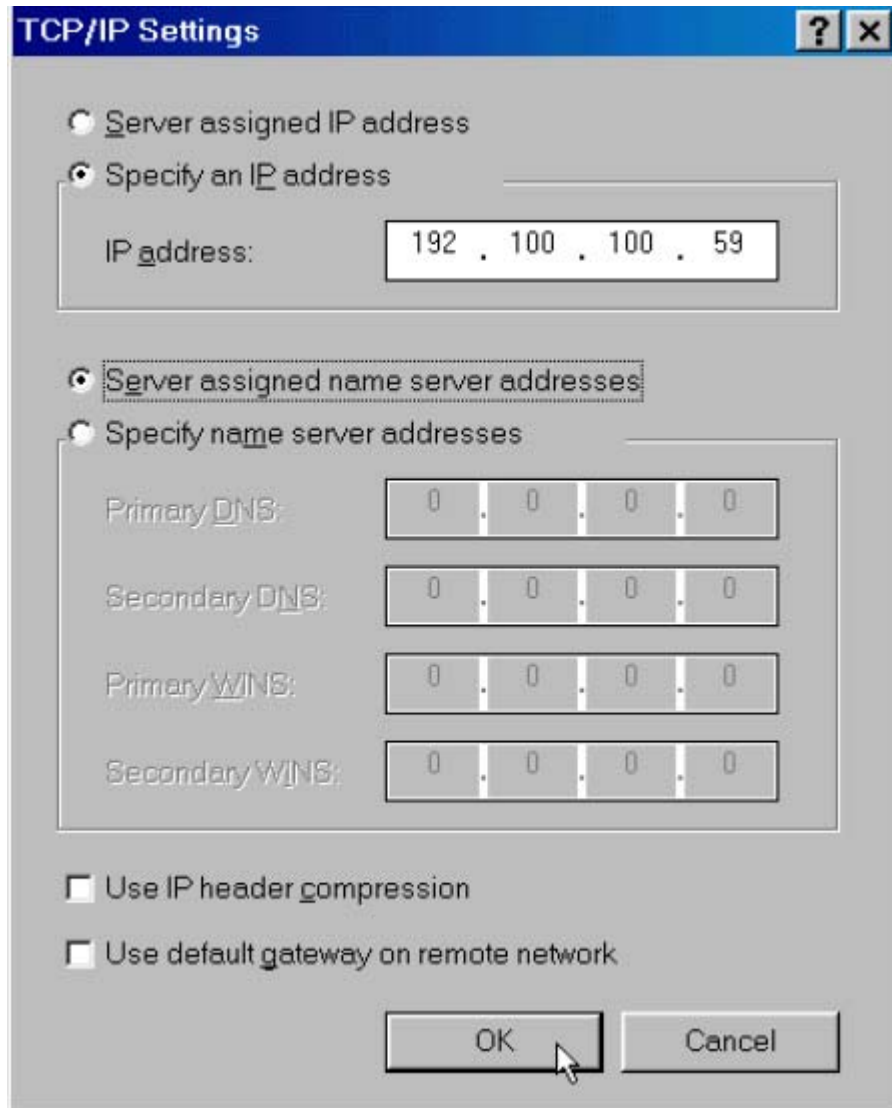 TCP/IP Settings
Server assigned IP address
Specify an IP address
IP address: 192 . 100 . 100 . 59
Server assigned name server addresses
Specify name server addresses
Primary DNS: 0 . 0 . 0 . 0
Secondary DNS: 0 . 0 . 0 . 0
Primary WINS: 0 . 0 . 0 . 0
Secondary WINS: 0 . 0 . 0 . 0
Use IP header compression
Use default gateway on remote network
OK Cancel